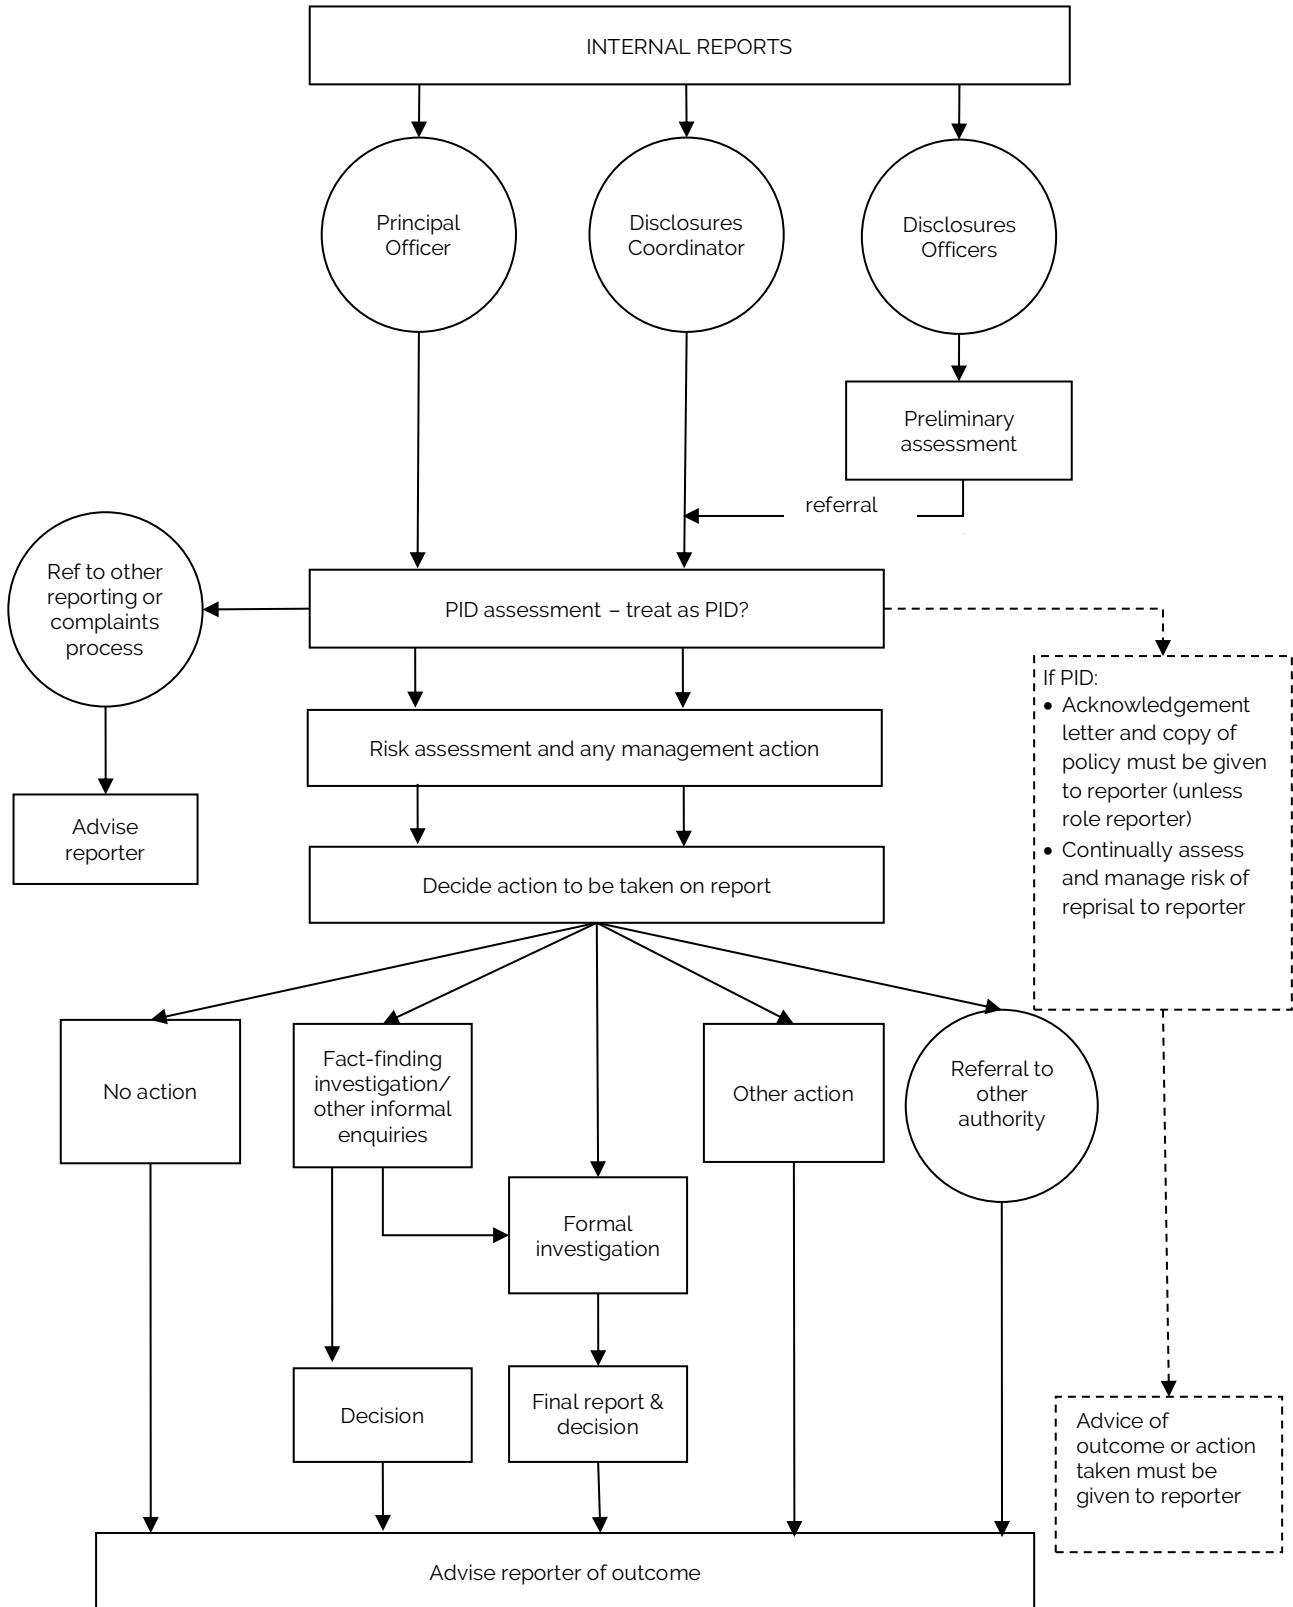 INTERNAL REPORTS
Principal
Officer
Disclosures
Coordinator
Disclosures
Officers
Preliminary
assessment
referral
Ref to other
reporting or
complaints
process
PID assessment – treat as PID?
If PID:
• Acknowledgement
letter and copy of
policy must be given
to reporter (unless
role reporter)
• Continually assess
and manage risk of
reprisal to reporter
Risk assessment and any management action
Advise
reporter
Decide action to be taken on report
No action
Fact-finding
investigation/
other informal
enquiries
Other action
Referral to
other
authority
Formal
investigation
Decision
Final report &
decision
Advice of
outcome or action
taken must be
given to reporter
Advise reporter of outcome